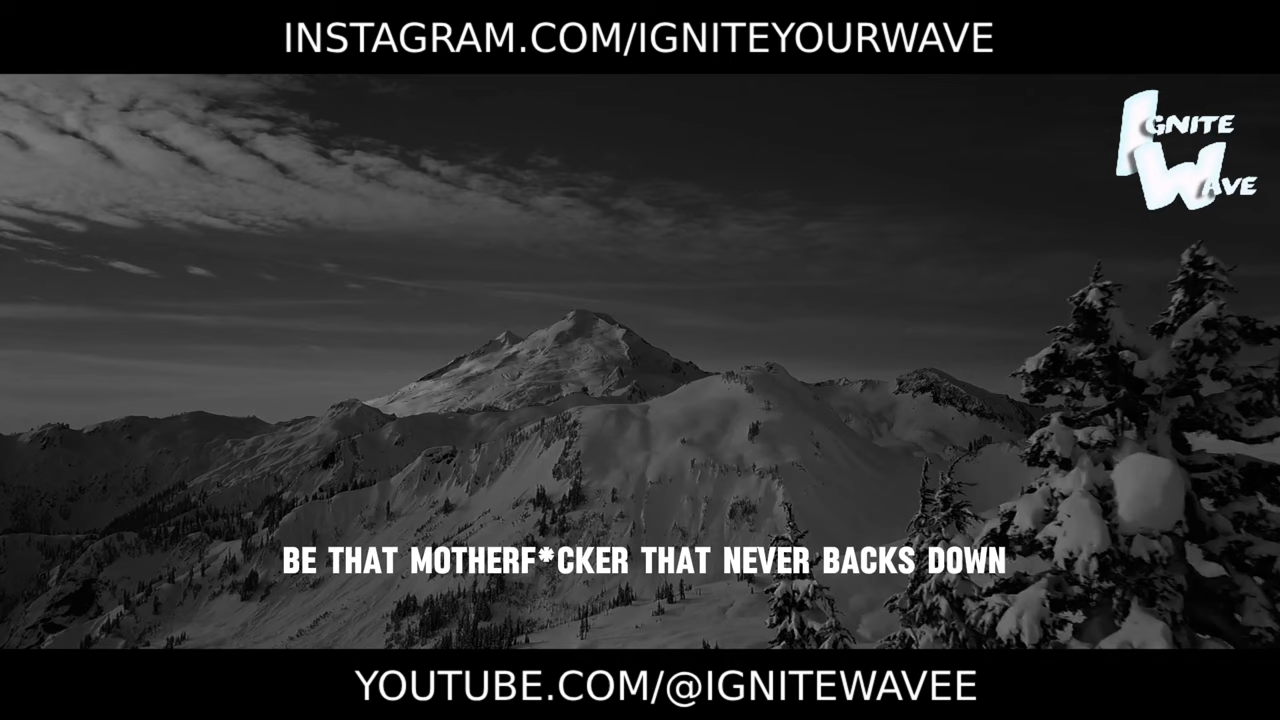 INSTAGRAM.COM/IGNITEYOURWAVE
IGNITE
WAVE
BE THAT MOTHERF*CKER THAT NEVER BACKS DOWN
YOUTUBE.COM/@IGNITEWAVEE